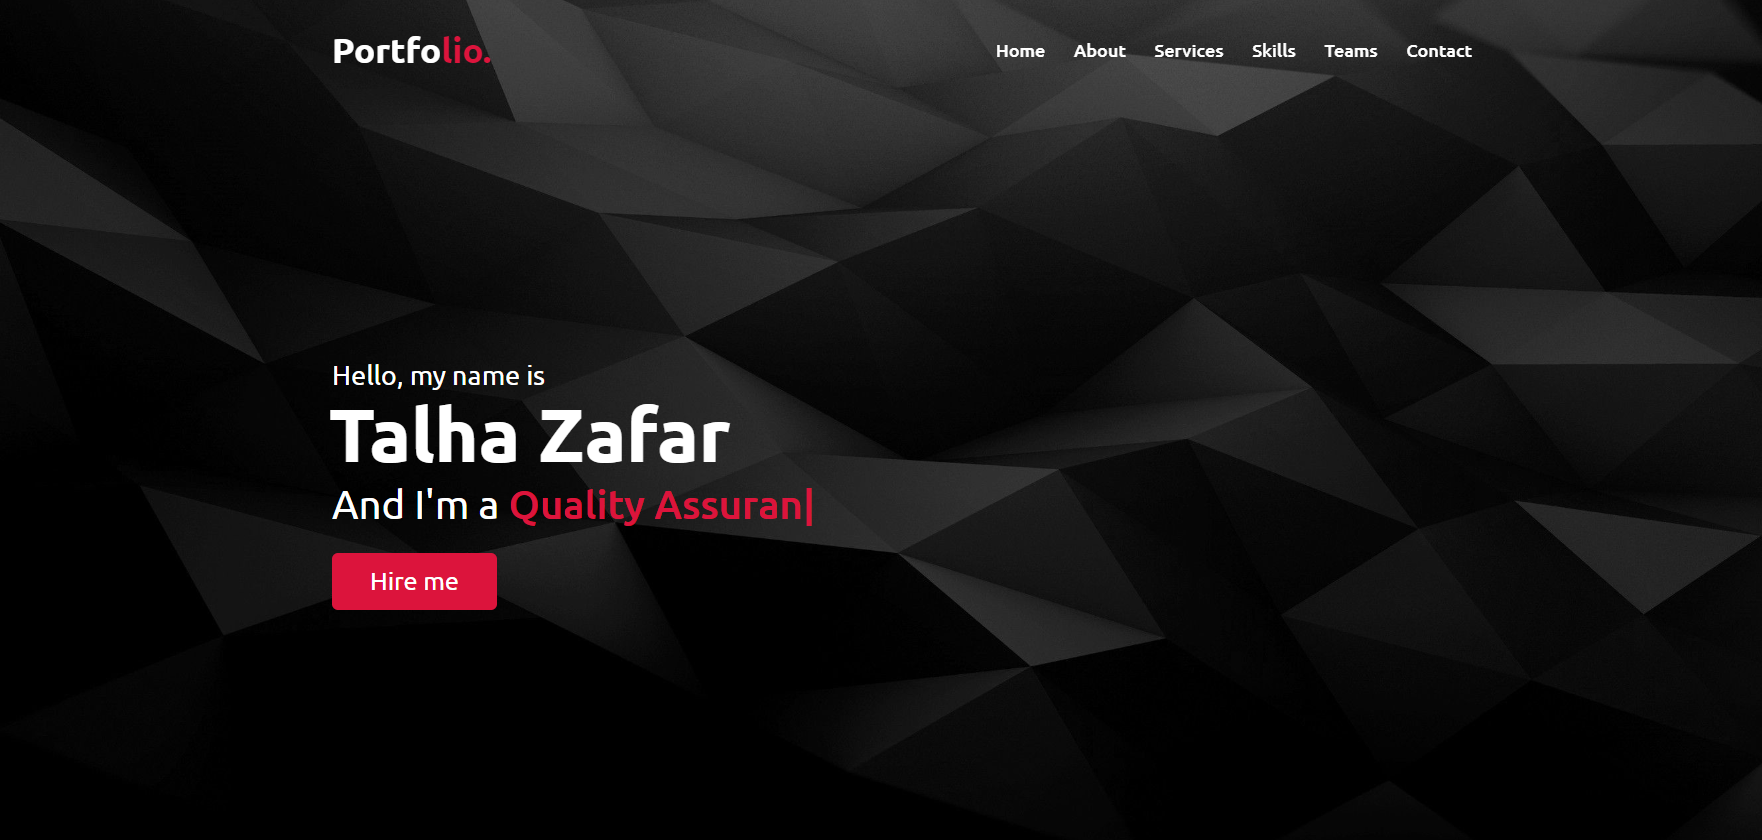 Portfolio.
Home About Services Skills Teams Contact
Hello, my name is
Talha Zafar
And I'm a Quality Assuran|
Hire me